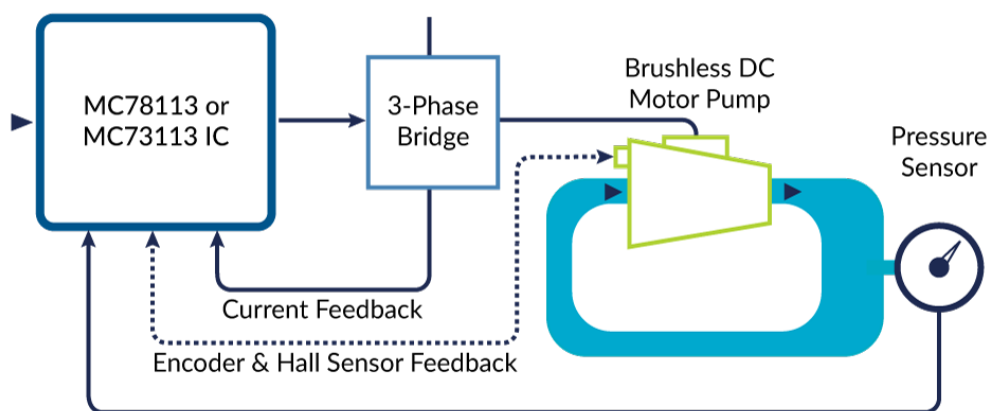 MC78113 or
MC73113 IC
3-Phase
Bridge
Brushless DC
Motor Pump
Pressure
Sensor
Current Feedback
Encoder & Hall Sensor Feedback